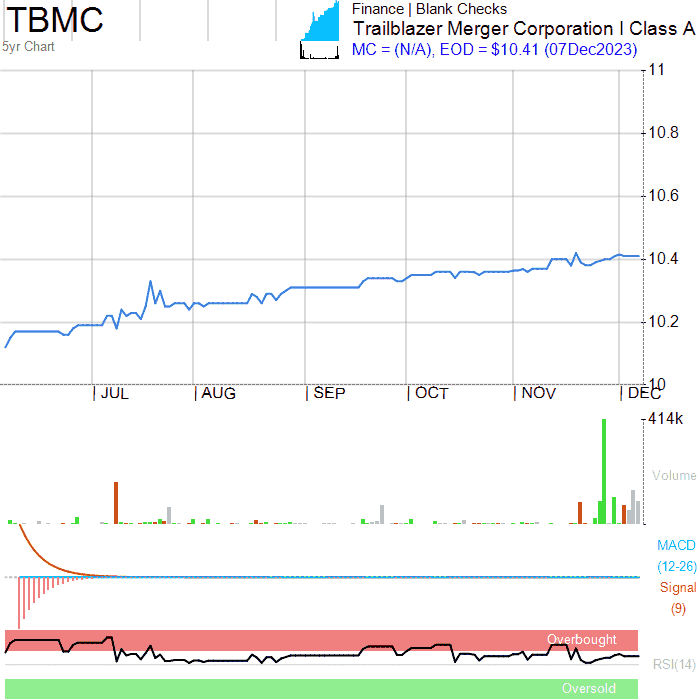 TBMC
5yr Chart
Finance | Blank Checks
Trailblazer Merger Corporation I Class A
MC = (N/A), EOD = $10.41 (07Dec2023)
11
10.8
10.6
10.4
10.2
10
JUL AUG SEP OCT NOV DEC
414k
Volume
MACD
(12-26)
Signal
(9)
Overbought
RSI(14)
Oversold